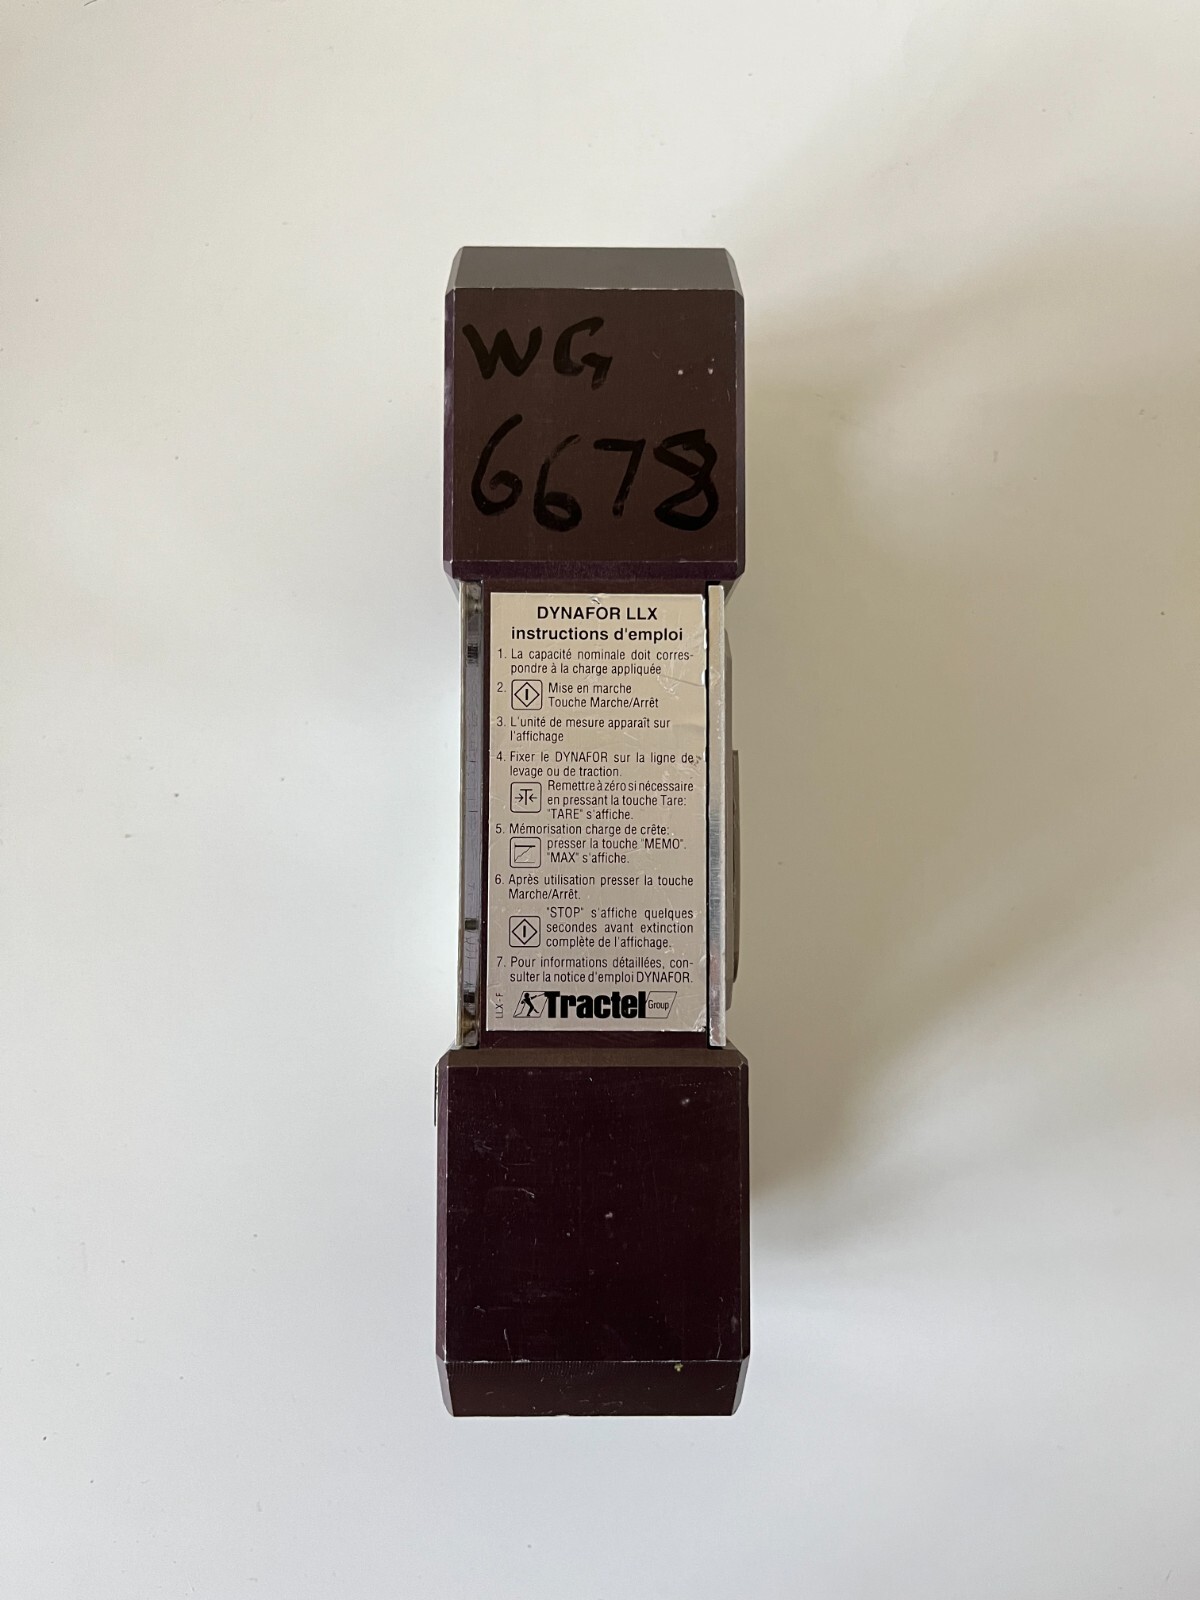 WG
6678
DYNAFOR LLX
instructions d'emploi
1. La capacité nominale doit corres-
pondre à la charge appliquée
2. Mise en marche
Touche Marche/Arrêt
3. L'unité de mesure apparaît sur
l'affichage
4. Fixer le DYNAFOR sur la ligne de
levage ou de traction.
Remettre à zéro si nécessaire
en pressant la touche Tare:
"TARE" s'affiche.
5. Mémorisation charge de crête:
presser la touche "MEMO".
"MAX" s'affiche.
6. Après utilisation presser la touche
Marche/Arrêt.
"STOP" s'affiche quelques
secondes avant extinction
complète de l'affichage.
7. Pour informations détaillées, con-
sulter la notice d'emploi DYNAFOR.
LLX - F
Tractel Group